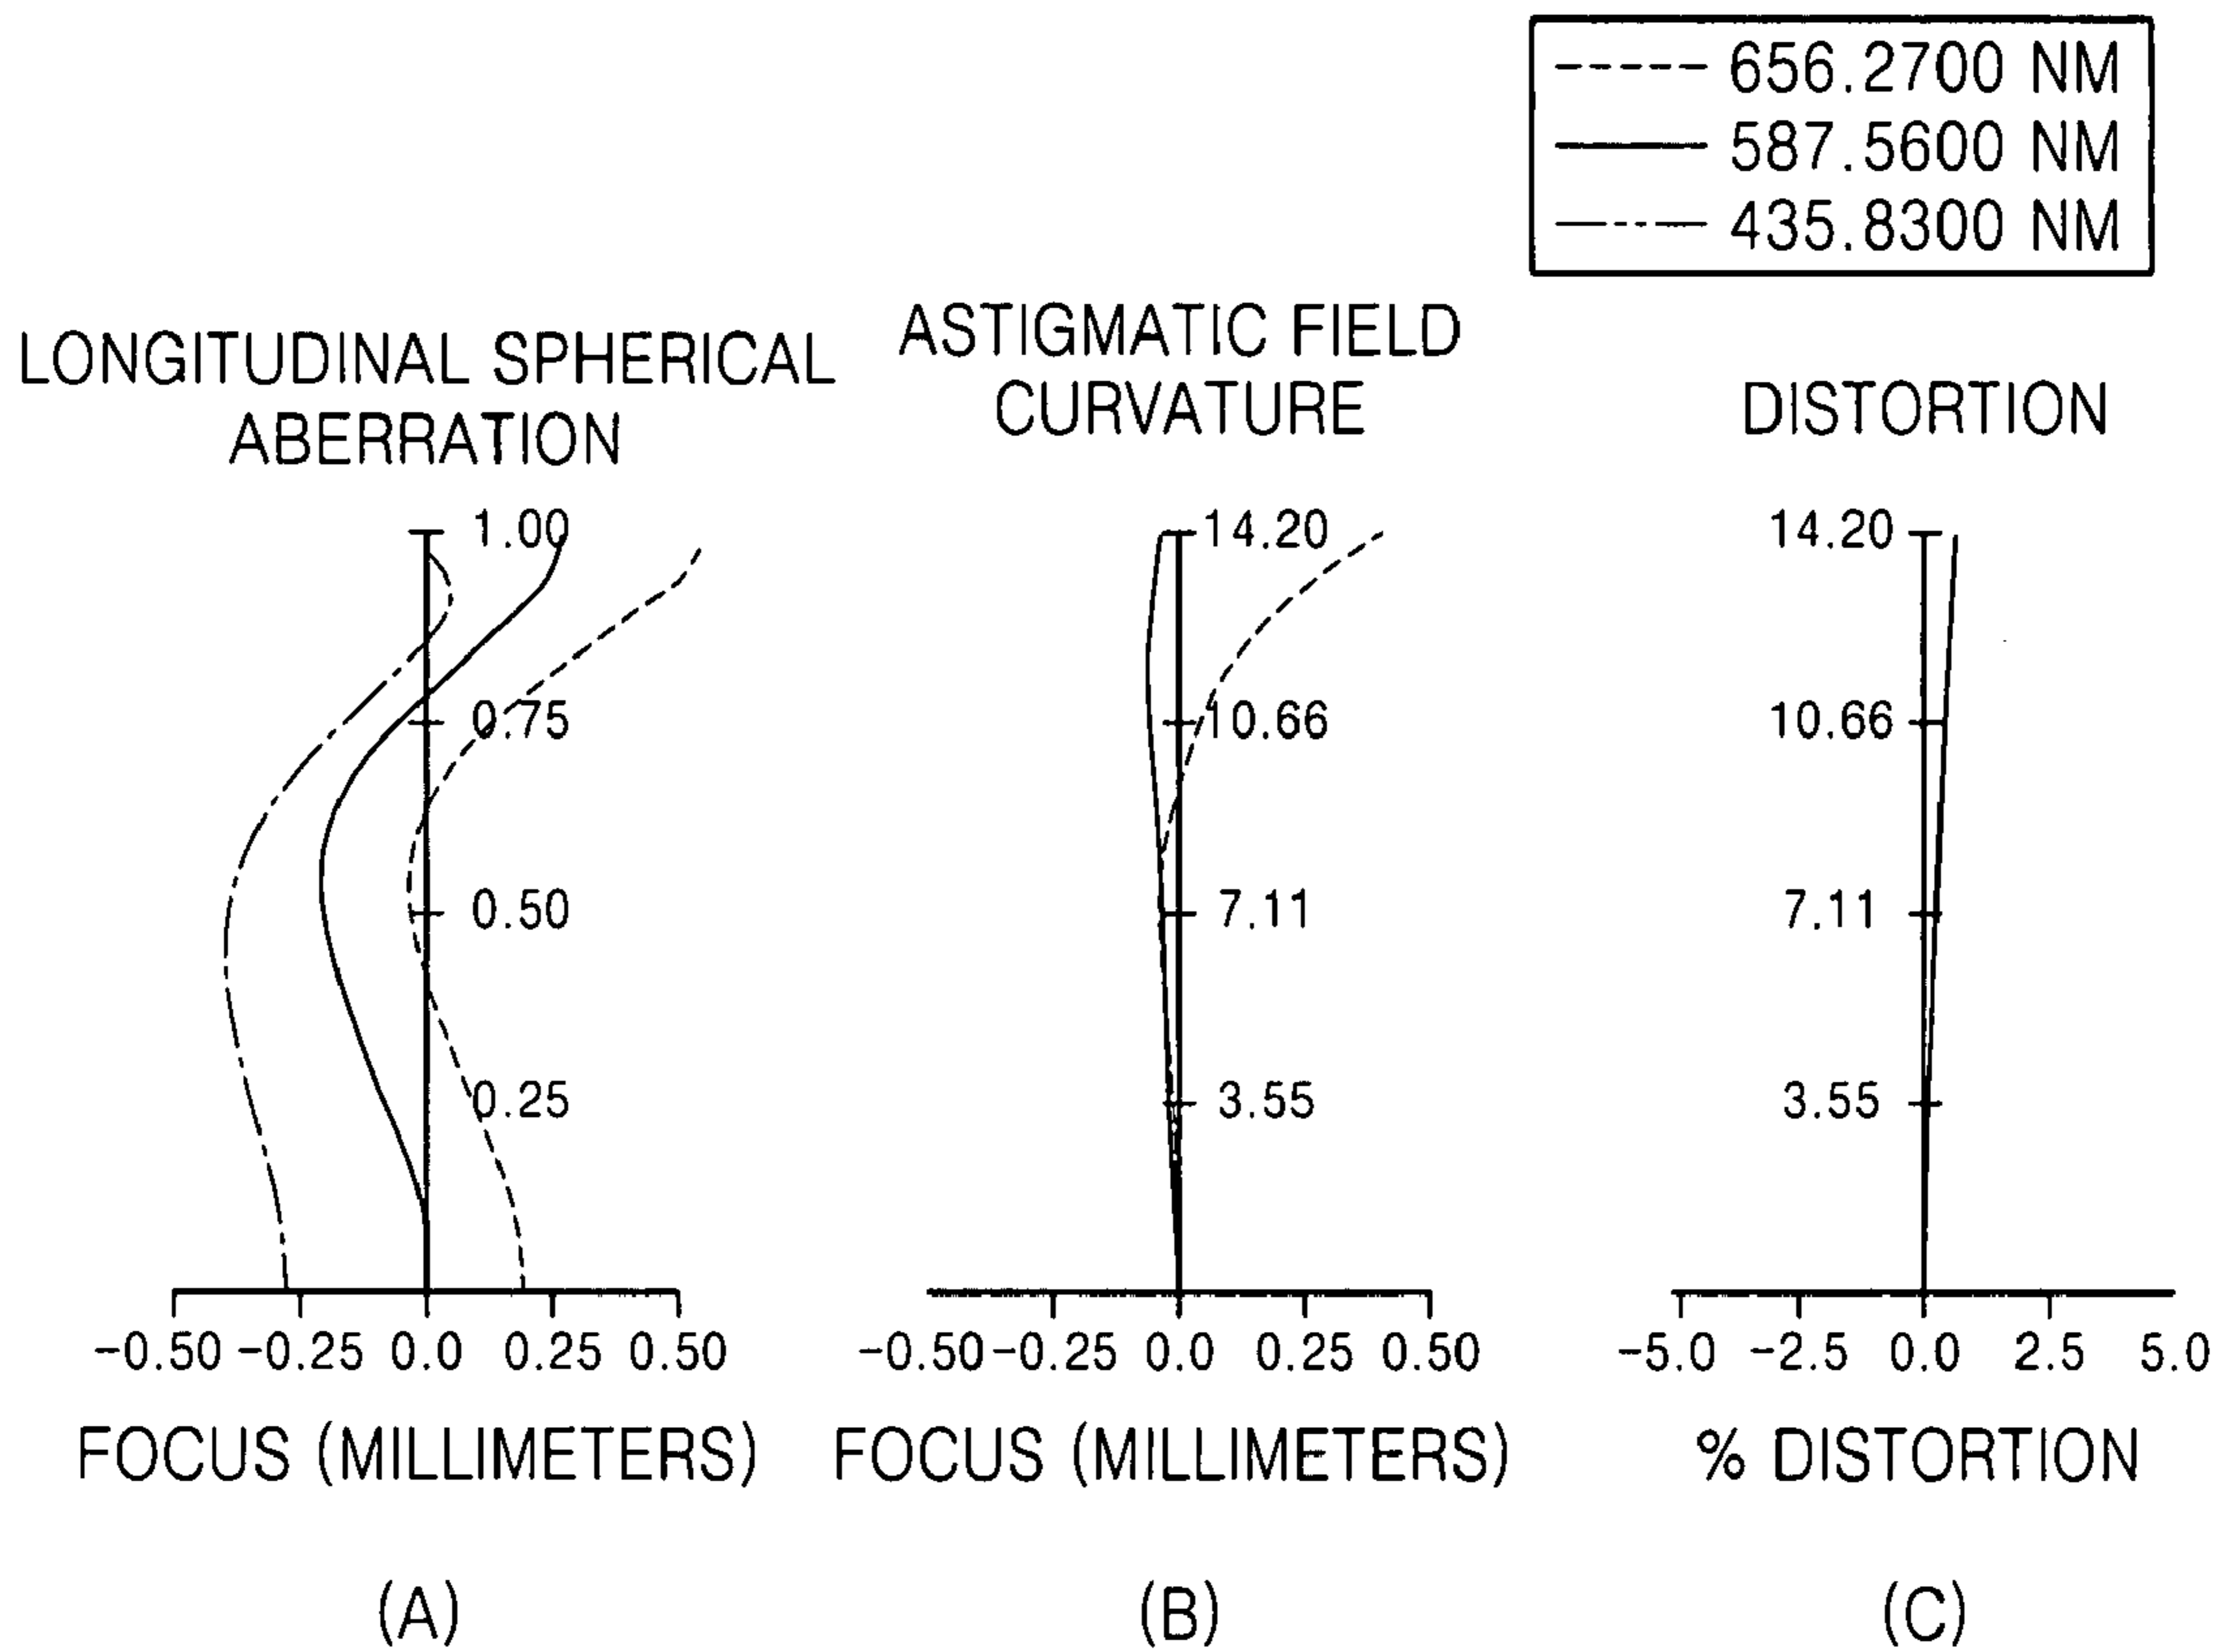 656.2700 NM
587.5600 NM
435.8300 NM
LONGITUDINAL SPHERICAL
ABERRATION
1.00
0.75
0.50
0.25
−0.50 −0.25 0.0 0.25 0.50
FOCUS (MILLIMETERS)
(A)
ASTIGMATIC FIELD
CURVATURE
14.20
10.66
7.11
3.55
−0.50 −0.25 0.0 0.25 0.50
FOCUS (MILLIMETERS)
(B)
DISTORTION
14.20
10.66
7.11
3.55
−5.0 −2.5 0.0 2.5 5.0
% DISTORTION
(C)